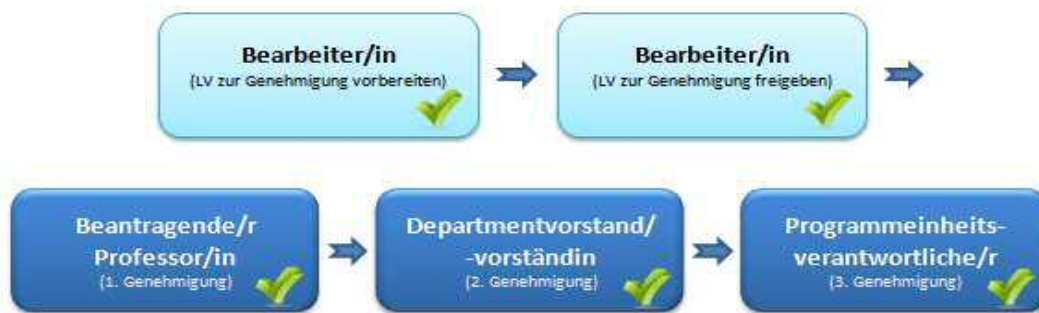 Bearbeiter/in
(LV zur Genehmigung vorbereiten)
Bearbeiter/in
(LV zur Genehmigung freigeben)
Beantragende/r
Professor/in
(1. Genehmigung)
Departmentvorstand/
-vorständin
(2. Genehmigung)
Programmeinheits-
verantwortliche/r
(3. Genehmigung)